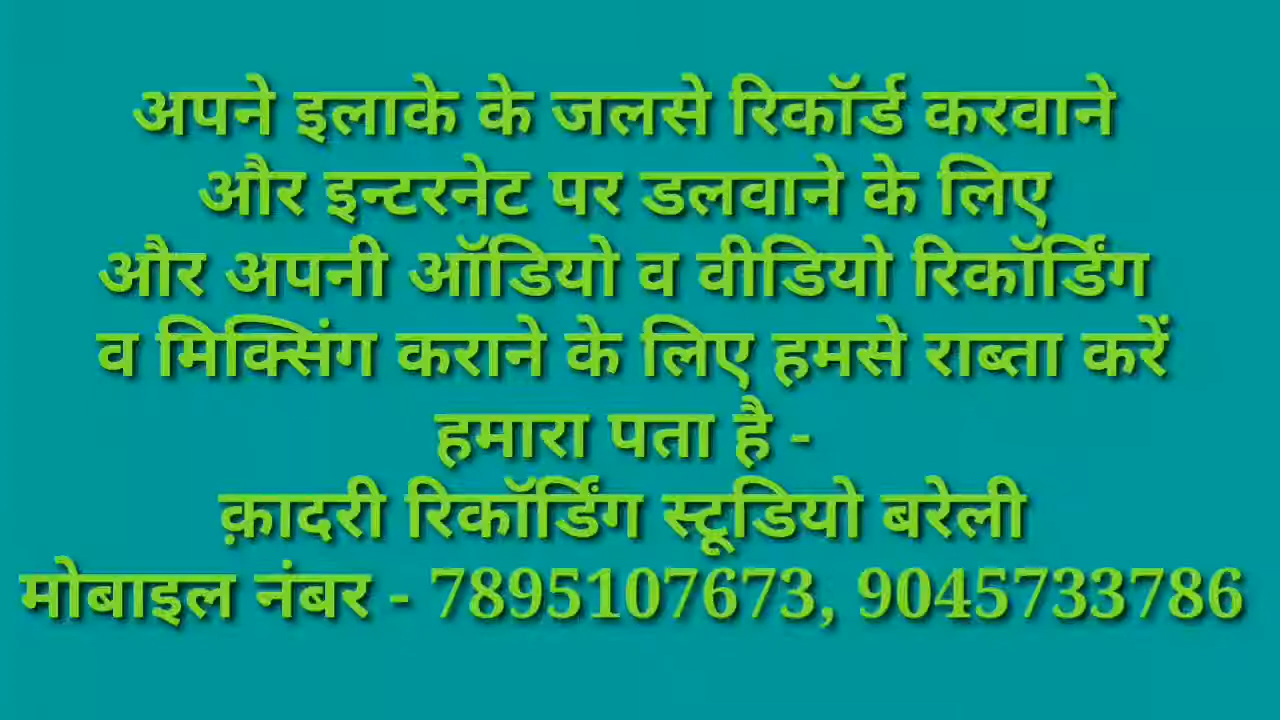 अपने इलाके के जलसे रिकॉर्ड करवाने
और इन्टरनेट पर डलवाने के लिए
और अपनी ऑडियो व वीडियो रिकॉर्डिंग
व मिक्सिंग कराने के लिए हमसे राब्ता करें
हमारा पता है -
क़ादरी रिकॉर्डिंग स्टूडियो बरेली
मोबाइल नंबर - 7895107673, 9045733786